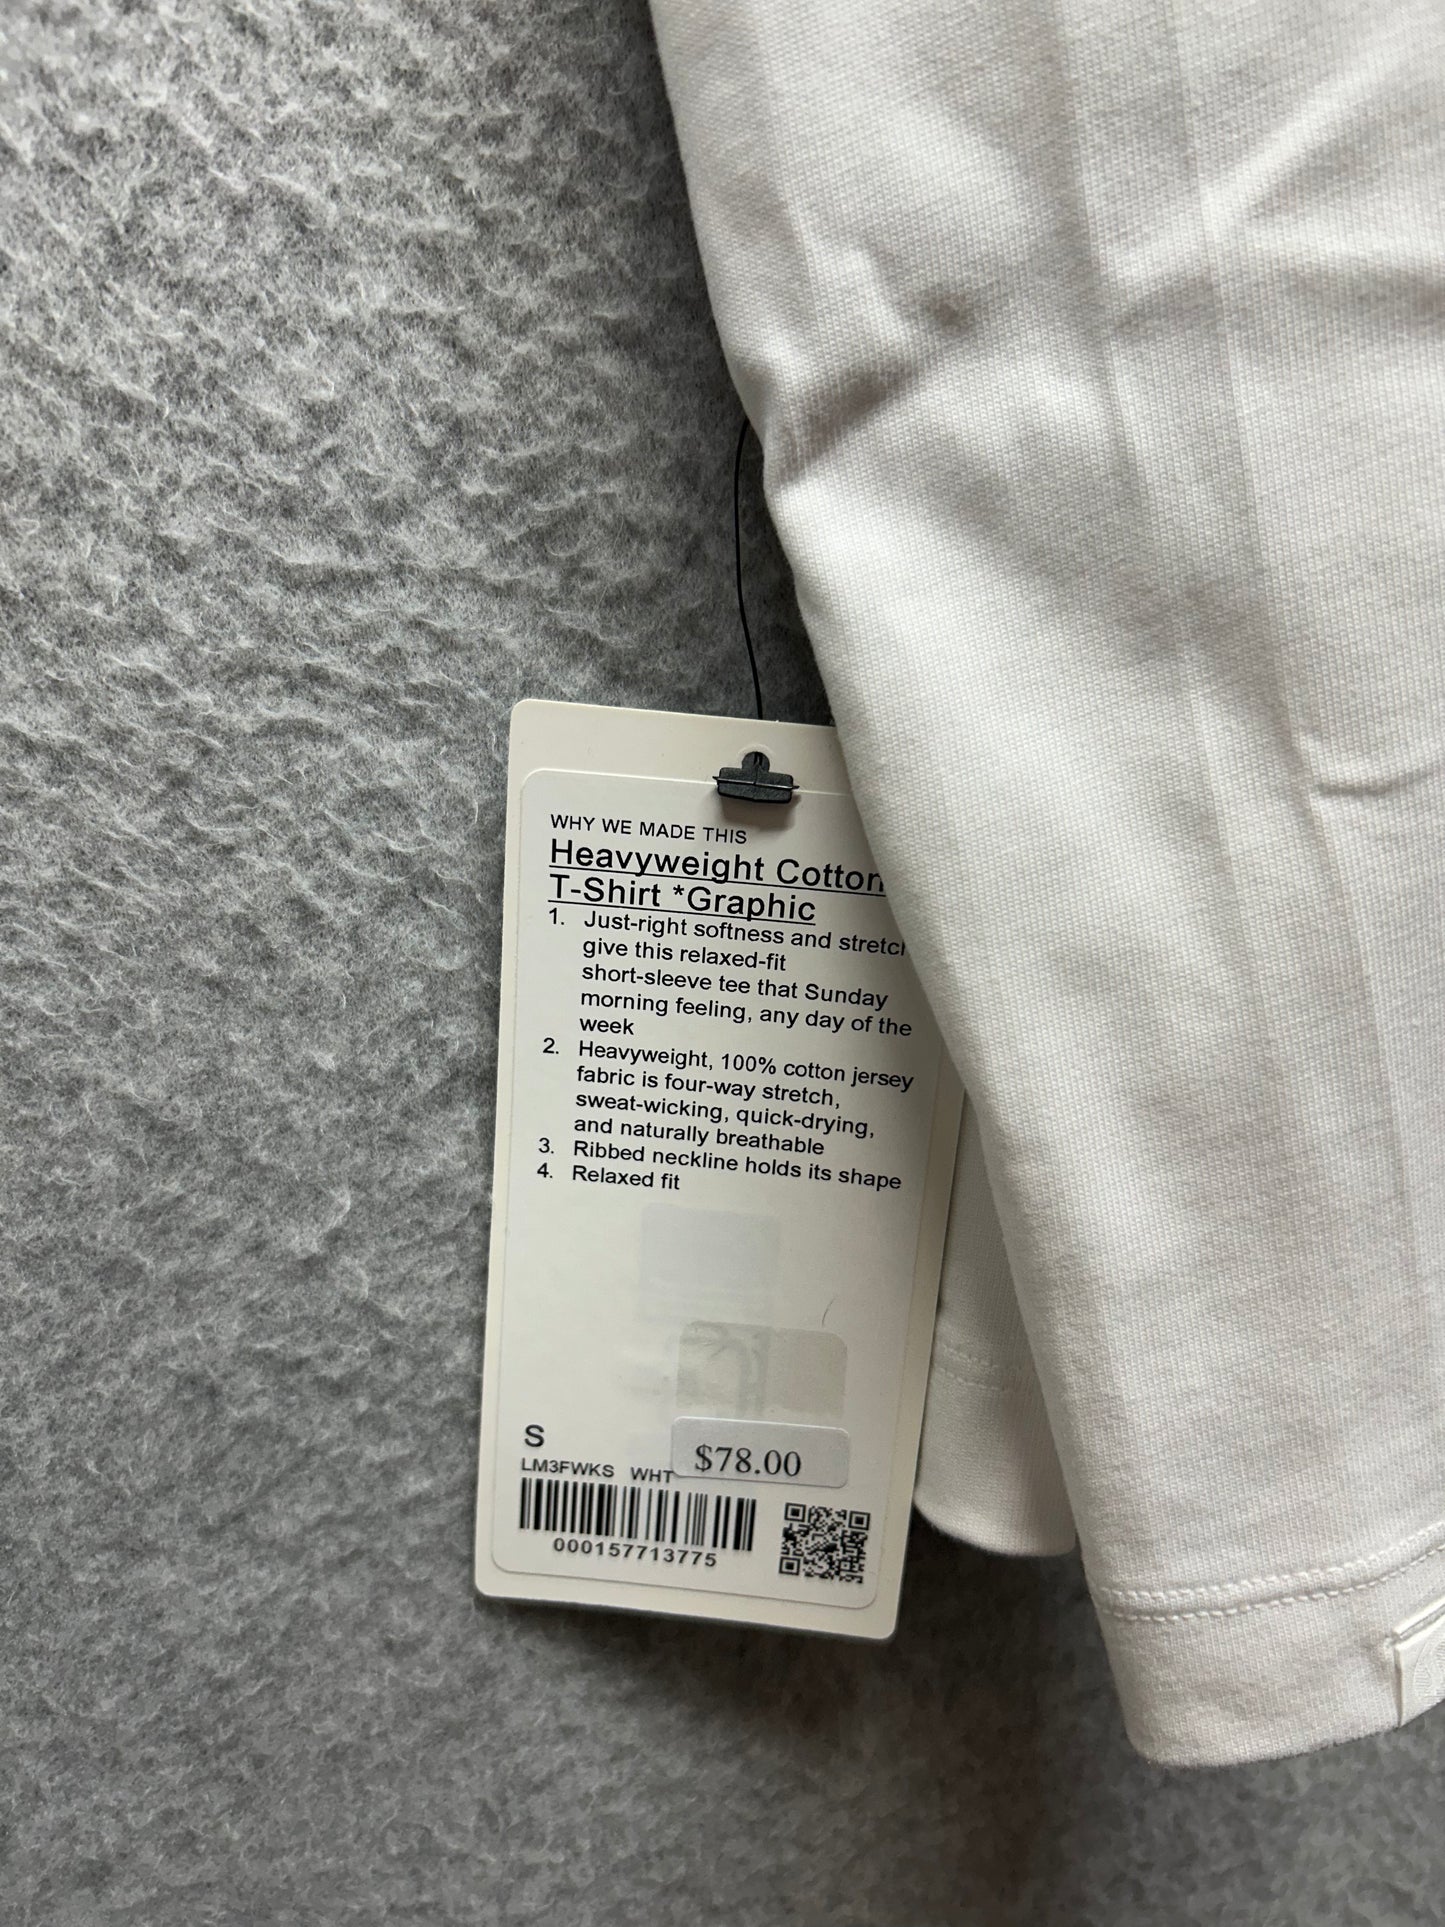 WHY WE MADE THIS
Heavyweight Cotton
T-Shirt *Graphic
1. Just-right softness and stretch
give this relaxed-fit
short-sleeve tee that Sunday
morning feeling, any day of the
week
2. Heavyweight, 100% cotton jersey
fabric is four-way stretch,
sweat-wicking, quick-drying,
and naturally breathable
3. Ribbed neckline holds its shape
4. Relaxed fit
S
$78.00
LM3FWKS WHT
000157713775